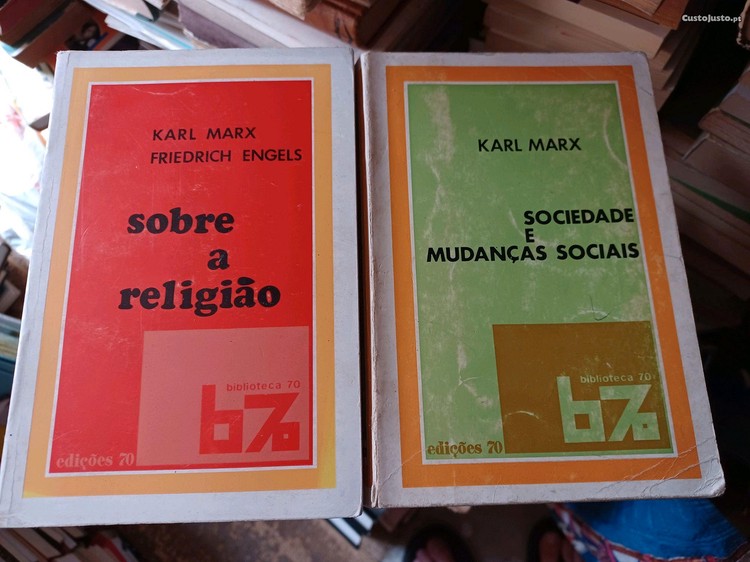 CustoJusto.pt
KARL MARX
FRIEDRICH ENGELS
sobre
a
religião
biblioteca 70
b70
edições 70
KARL MARX
SOCIEDADE
E
MUDANÇAS SOCIAIS
biblioteca 70
b70
edições 70